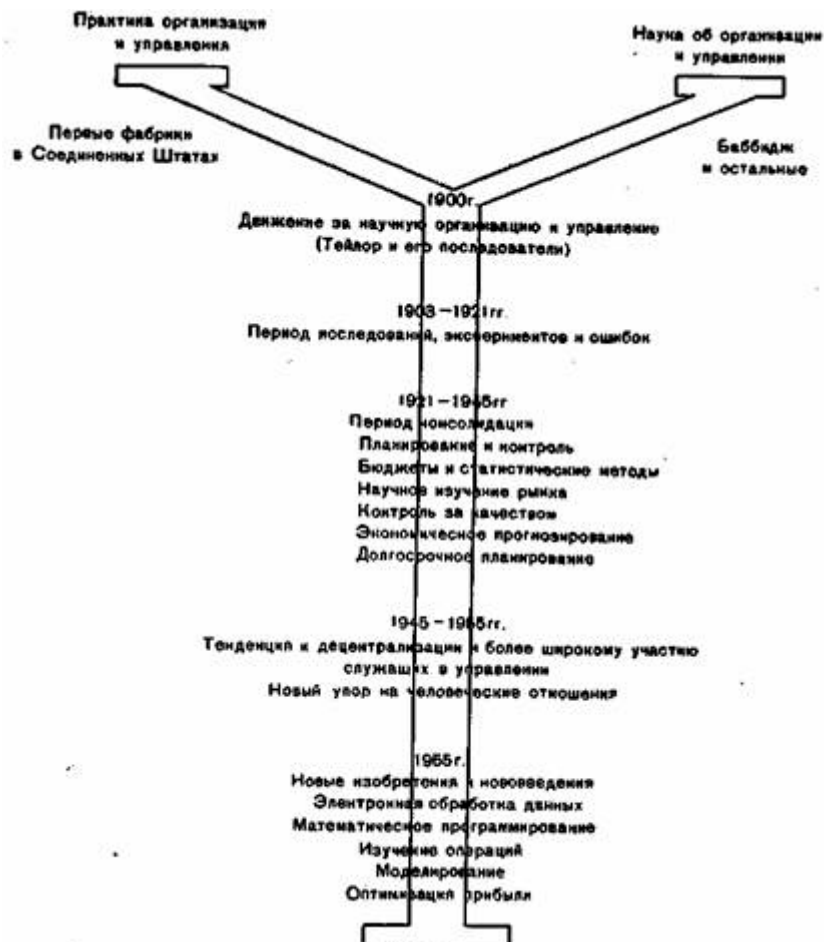 Практика организации
и управления
Наука об организации
и управлении
Первые фабрики
в Соединенных Штатах
Баббидж
и остальные
1900г.
Движение за научную организацию и управление
(Тейлор и его последователи)
1903–1921гг.
Период исследований, экспериментов и ошибок
1921–1945гг
Период консолидации
Планирование и контроль
Бюджеты и статистические методы
Научное изучение рынка
Контроль за качеством
Экономическое прогнозирование
Долгосрочное планирование
1945–1955гг.
Тенденция к децентрализации и более широкому участию
служащих в управлении
Новый упор на человеческие отношения
1955г.
Новые изобретения и нововведения
Электронная обработка данных
Математическое программирование
Изучение операций
Моделирование
Оптимизация прибыли